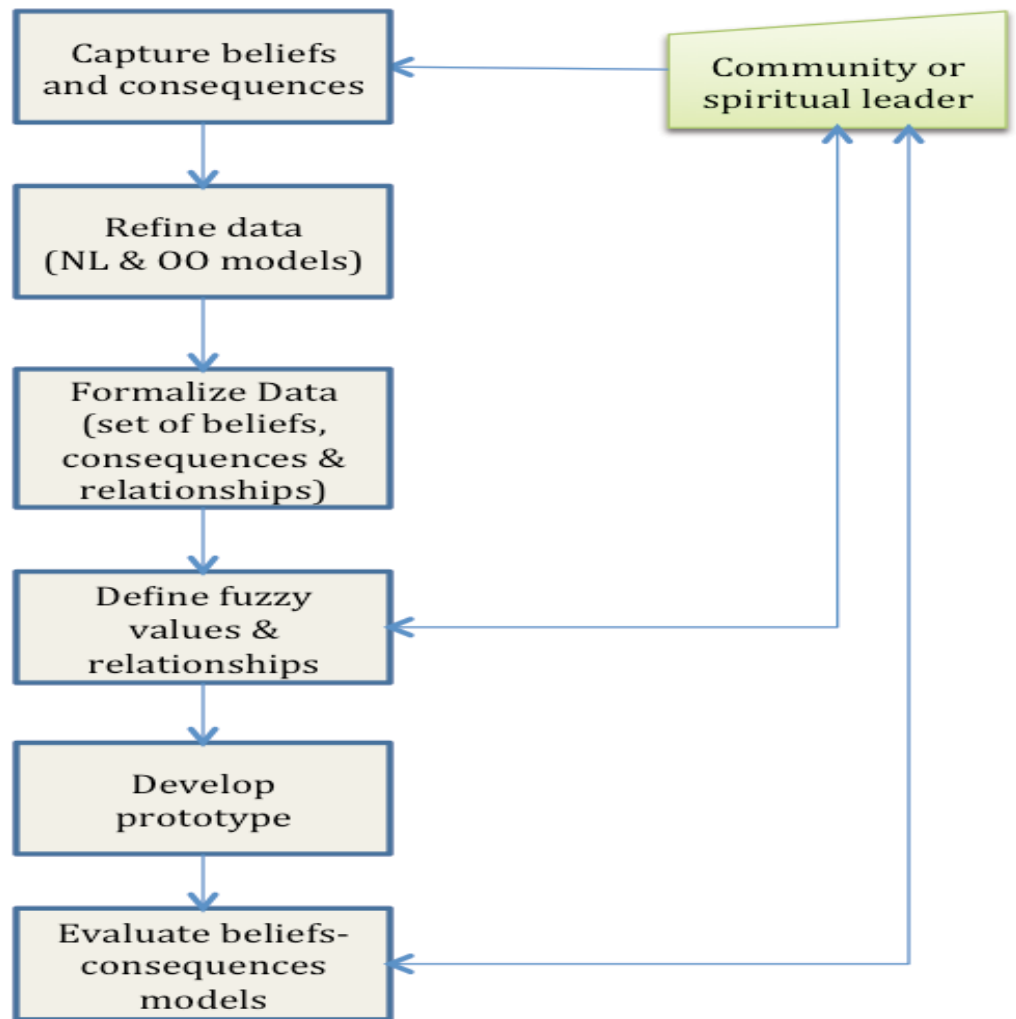 Capture beliefs
and consequences
Community or
spiritual leader
Refine data
(NL & OO models)
Formalize Data
(set of beliefs,
consequences &
relationships)
Define fuzzy
values &
relationships
Develop
prototype
Evaluate beliefs-
consequences
models